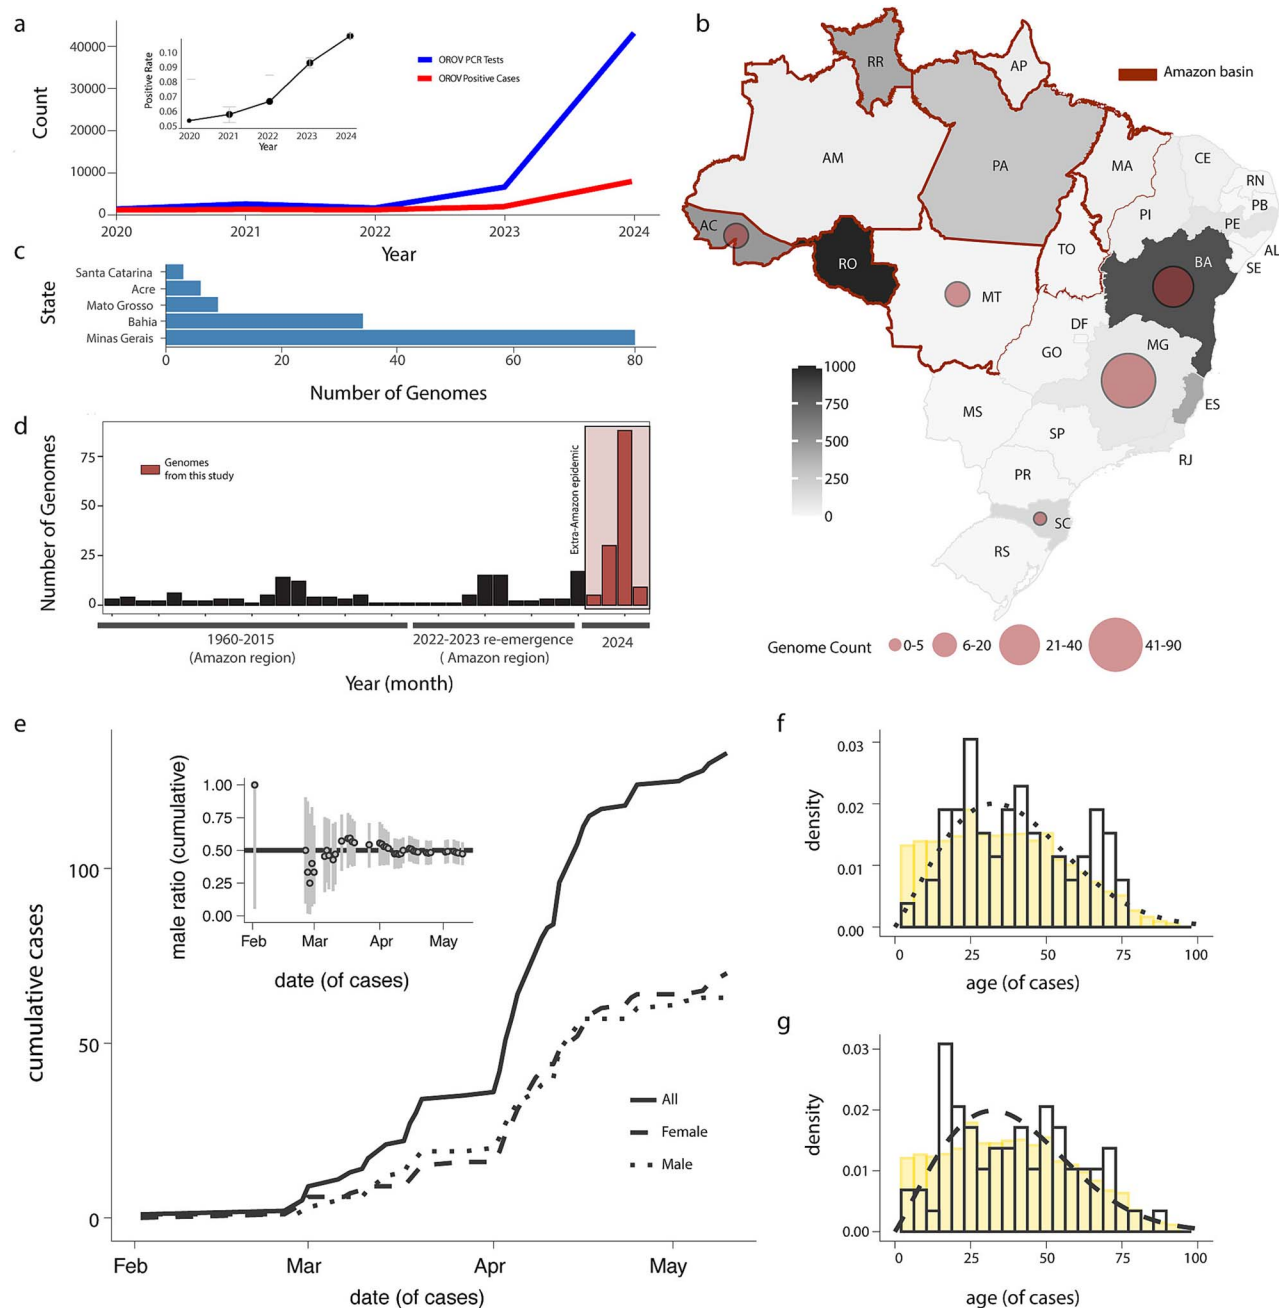 a
Count
40000
30000
20000
10000
0
2020
2021
2022
2023
2024
Year
Positive Rate
0.10
0.09
0.08
0.07
0.06
0.05
2020
2021
2022
2023
2024
Year
OROV PCR Tests
OROV Positive Cases
b
Amazon basin
RR
AP
AM
PA
MA
CE
RN
PB
PI
PE
AL
SE
AC
RO
TO
BA
MT
DF
GO
MG
ES
MS
SP
RJ
PR
SC
RS
1000
750
500
250
0
Genome Count
0-5
6-20
21-40
41-90
c
State
Santa Catarina
Acre
Mato Grosso
Bahia
Minas Gerais
0
20
40
60
80
Number of Genomes
d
Number of Genomes
75
50
25
0
Genomes
from this study
Extra-Amazon epidemic
1960-2015
(Amazon region)
2022-2023 re-emergence
( Amazon region)
2024
Year (month)
e
cumulative cases
100
50
0
Feb
Mar
Apr
May
date (of cases)
male ratio (cumulative)
1.00
0.75
0.50
0.25
0.00
Feb
Mar
Apr
May
date (of cases)
All
Female
Male
f
density
0.03
0.02
0.01
0.00
0
25
50
75
100
age (of cases)
g
density
0.03
0.02
0.01
0.00
0
25
50
75
100
age (of cases)